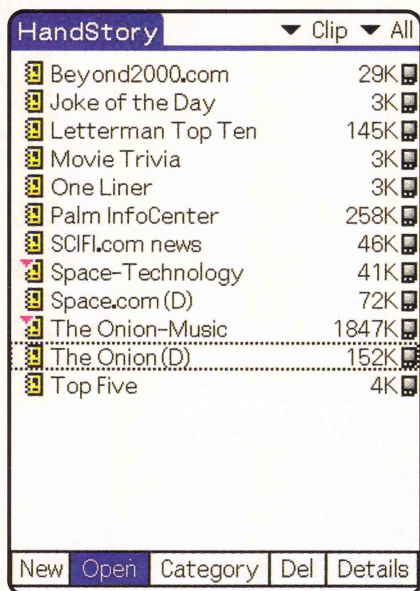 HandStory Clip All
Beyond2000.com 29K
Joke of the Day 3K
Letterman Top Ten 145K
Movie Trivia 3K
One Liner 3K
Palm InfoCenter 258K
SCIFI.com news 46K
Space-Technology 41K
Space.com (D) 72K
The Onion-Music 1847K
The Onion (D) 152K
Top Five 4K
New Open Category Del Details